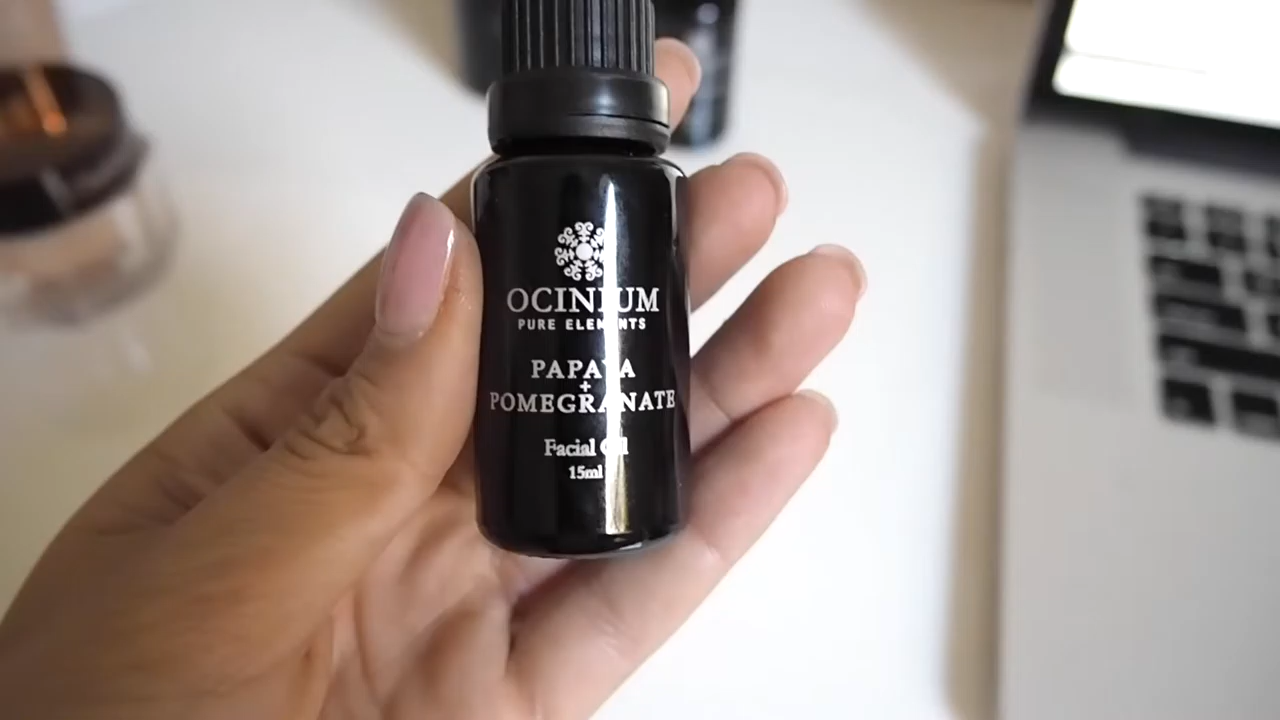 OCINIUM
PURE ELEMENTS
PAPAYA
+
POMEGRANATE
Facial Oil
15ml